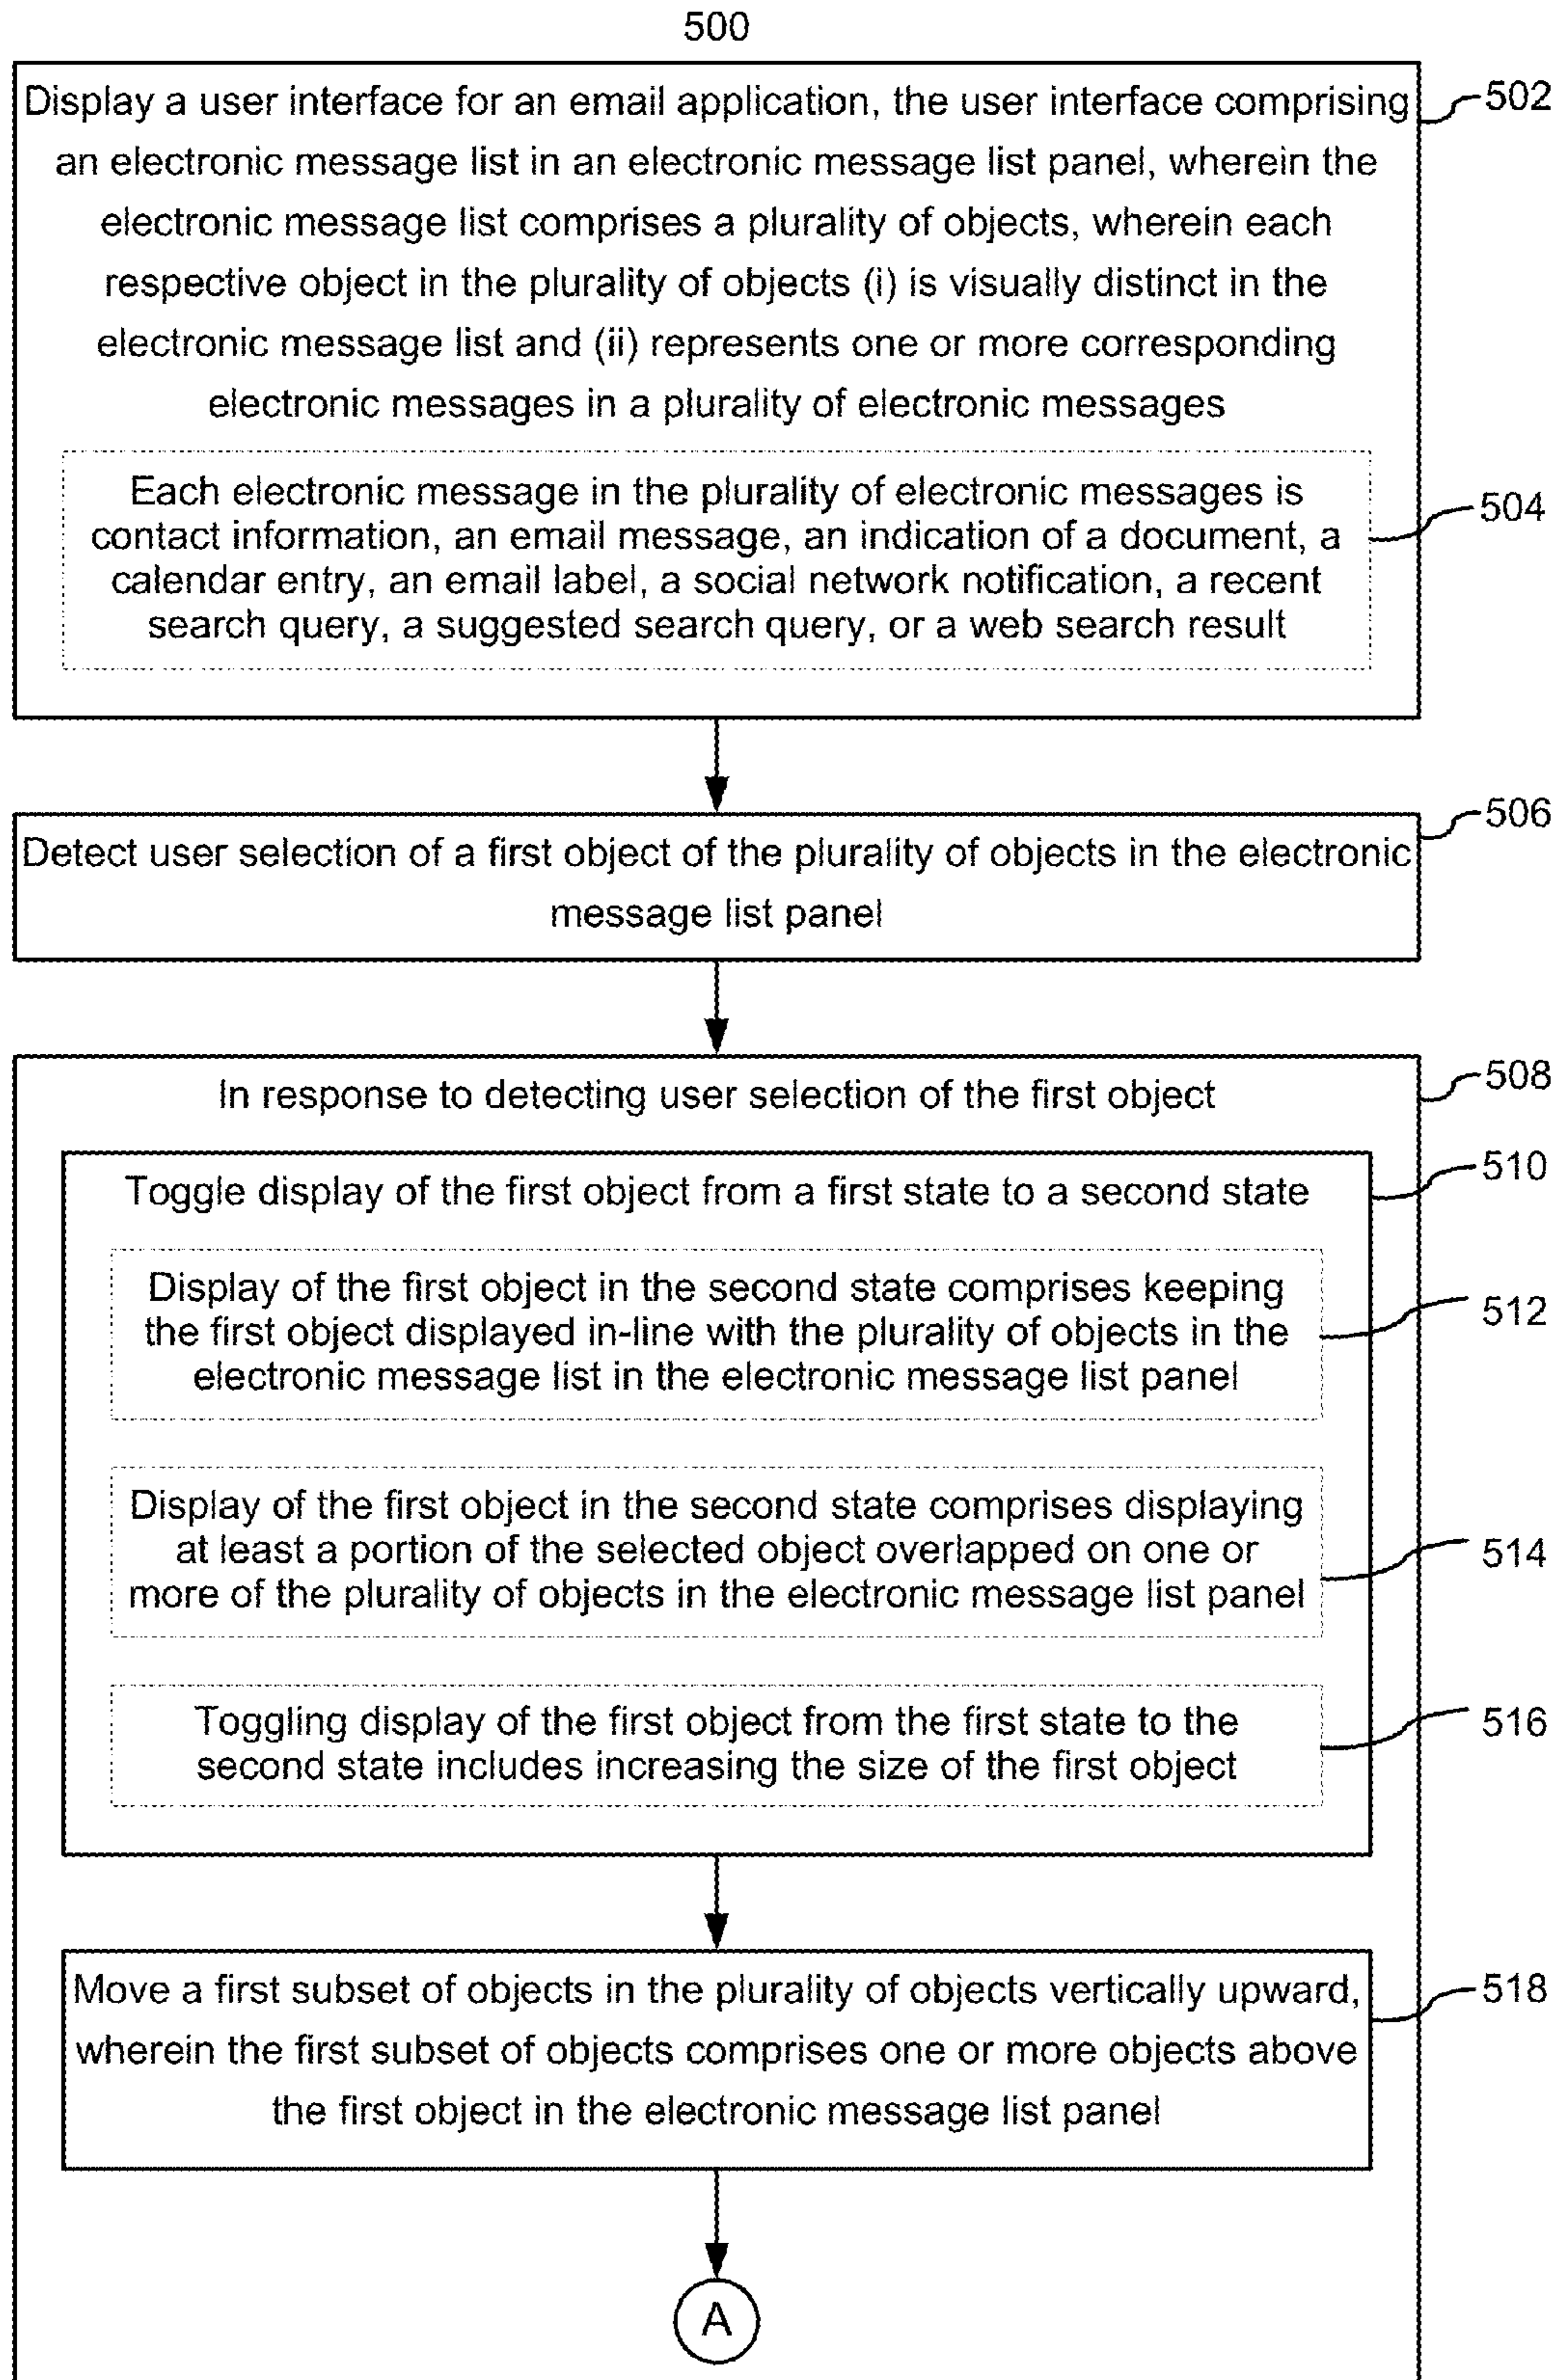 500
Display a user interface for an email application, the user interface comprising
an electronic message list in an electronic message list panel, wherein the
electronic message list comprises a plurality of objects, wherein each
respective object in the plurality of objects (i) is visually distinct in the
electronic message list and (ii) represents one or more corresponding
electronic messages in a plurality of electronic messages
502
Each electronic message in the plurality of electronic messages is
contact information, an email message, an indication of a document, a
calendar entry, an email label, a social network notification, a recent
search query, a suggested search query, or a web search result
504
Detect user selection of a first object of the plurality of objects in the electronic
message list panel
506
In response to detecting user selection of the first object
508
Toggle display of the first object from a first state to a second state
510
Display of the first object in the second state comprises keeping
the first object displayed in-line with the plurality of objects in the
electronic message list in the electronic message list panel
512
Display of the first object in the second state comprises displaying
at least a portion of the selected object overlapped on one or
more of the plurality of objects in the electronic message list panel
514
Toggling display of the first object from the first state to the
second state includes increasing the size of the first object
516
Move a first subset of objects in the plurality of objects vertically upward,
wherein the first subset of objects comprises one or more objects above
the first object in the electronic message list panel
518
A